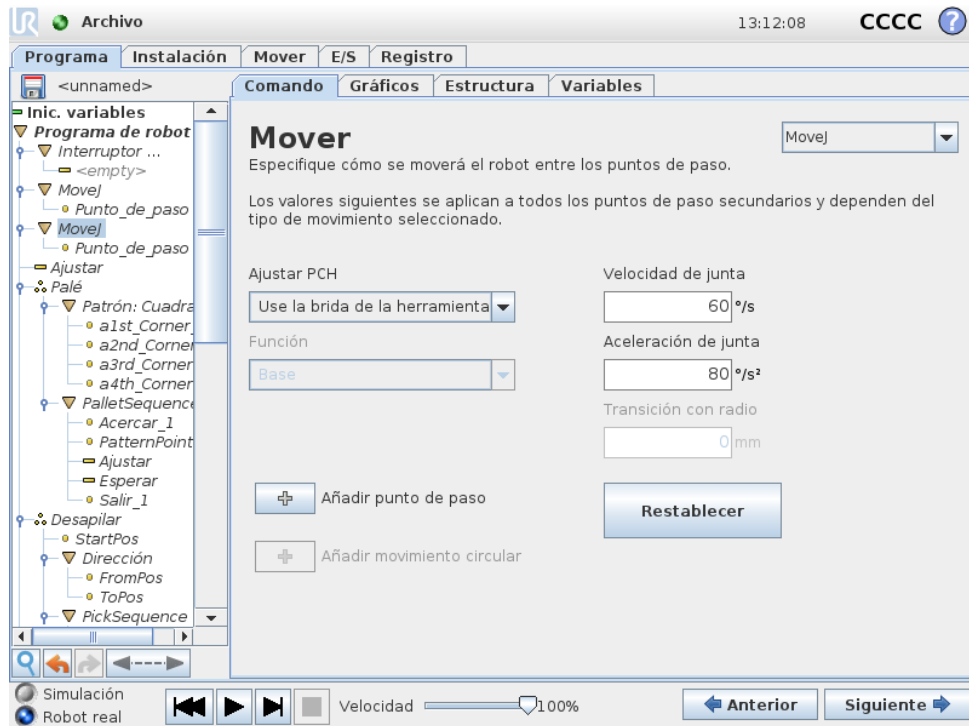 UR Archivo 13:12:08 CCCC ?
Programa Instalación Mover E/S Registro
<unnamed> Comando Gráficos Estructura Variables
Inic. variables
Programa de robot
Interruptor ...
<empty>
MoveJ
Punto_de_paso
MoveJ
Punto_de_paso
Ajustar
Palé
Patrón: Cuadra
a1st_Corner_
a2nd_Corner
a3rd_Corner
a4th_Corner
PalletSequence
Acercar_1
PatternPoint
Ajustar
Esperar
Salir_1
Desapilar
StartPos
Dirección
FromPos
ToPos
PickSequence
Mover
MoveJ
Especifique cómo se moverá el robot entre los puntos de paso.
Los valores siguientes se aplican a todos los puntos de paso secundarios y dependen del
tipo de movimiento seleccionado.
Ajustar PCH
Use la brida de la herramienta
Función
Base
Velocidad de junta
60 °/s
Aceleración de junta
80 °/s²
Transición con radio
0 mm
Añadir punto de paso
Restablecer
Añadir movimiento circular
Simulación
Robot real
Velocidad 100%
Anterior Siguiente